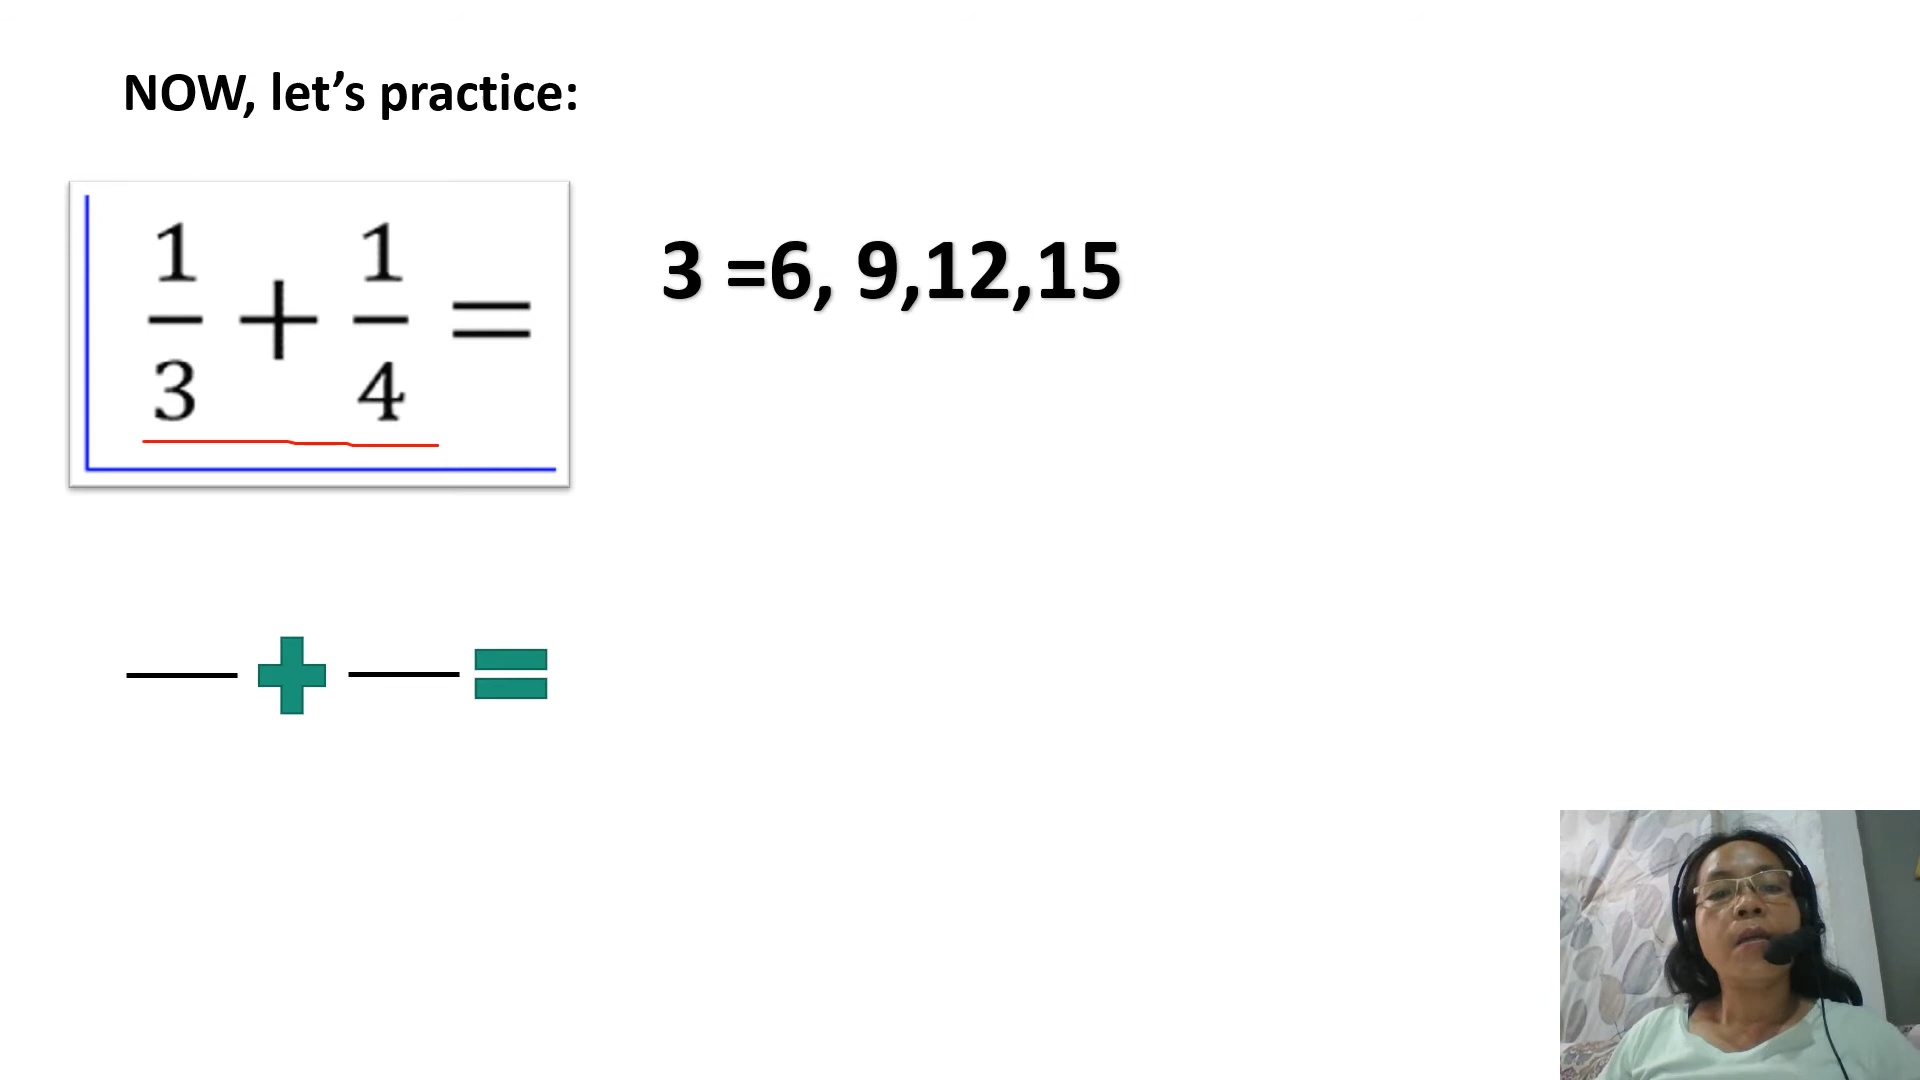 NOW, let’s practice:
1/3 + 1/4 =
3 =6, 9,12,15